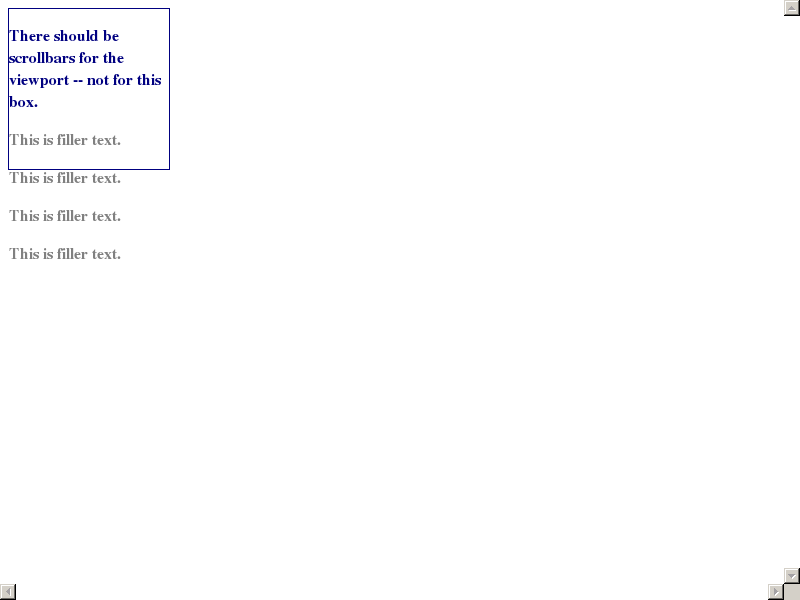 There should be
scrollbars for the
viewport -- not for this
box.
This is filler text.
This is filler text.
This is filler text.
This is filler text.